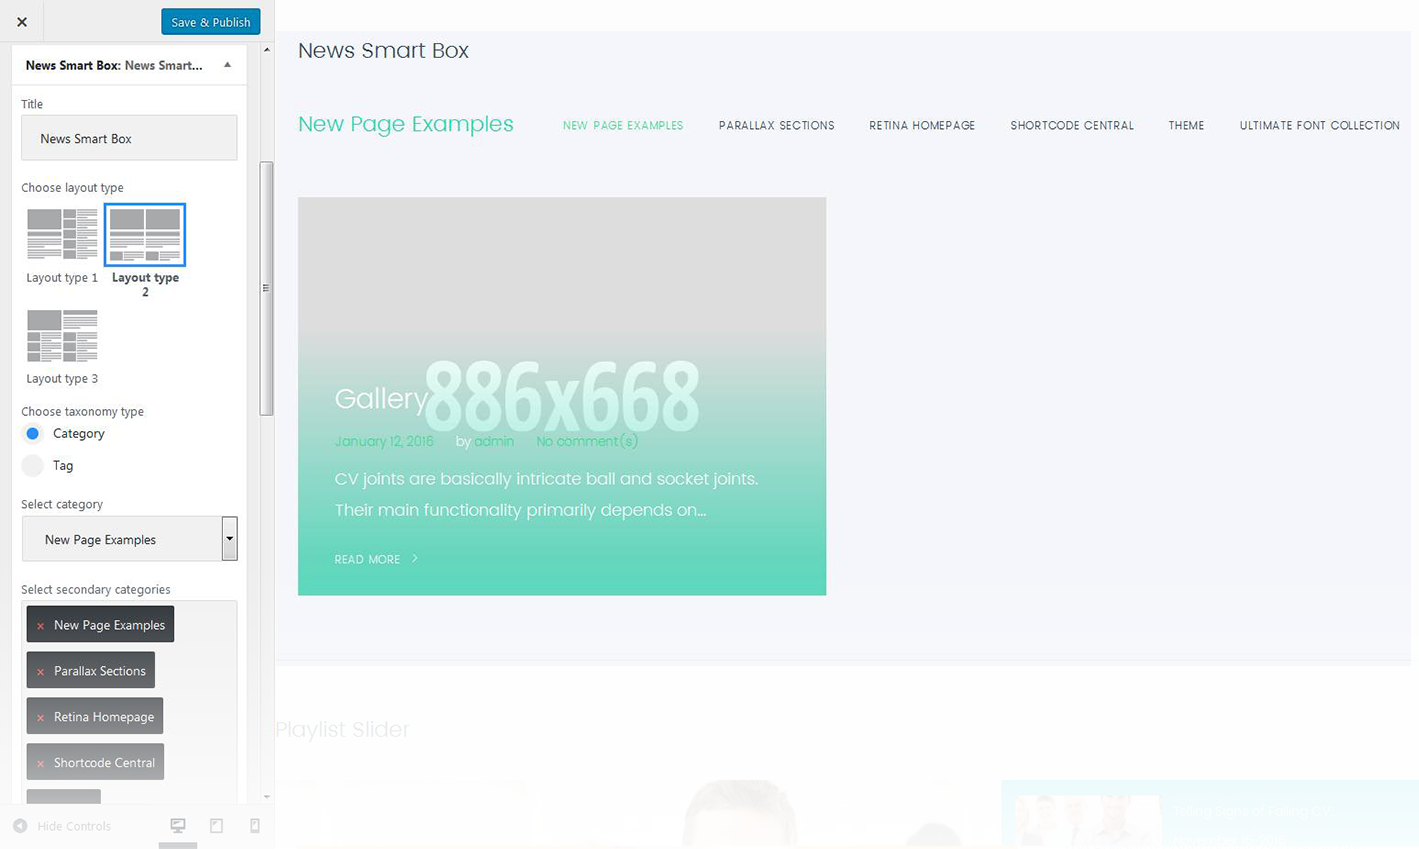 Save & Publish
News Smart Box: News Smart...
Title
News Smart Box
Choose layout type
Layout type 1
Layout type
2
Layout type 3
Choose taxonomy type
Category
Tag
Select category
New Page Examples
Select secondary categories
× New Page Examples
× Parallax Sections
× Retina Homepage
× Shortcode Central
Hide Controls
News Smart Box
New Page Examples
NEW PAGE EXAMPLES
PARALLAX SECTIONS
RETINA HOMEPAGE
SHORTCODE CENTRAL
THEME
ULTIMATE FONT COLLECTION
886x668
Gallery
January 12, 2016 by admin No comment(s)
CV joints are basically intricate ball and socket joints.
Their main functionality primarily depends on...
READ MORE
Playlist Slider